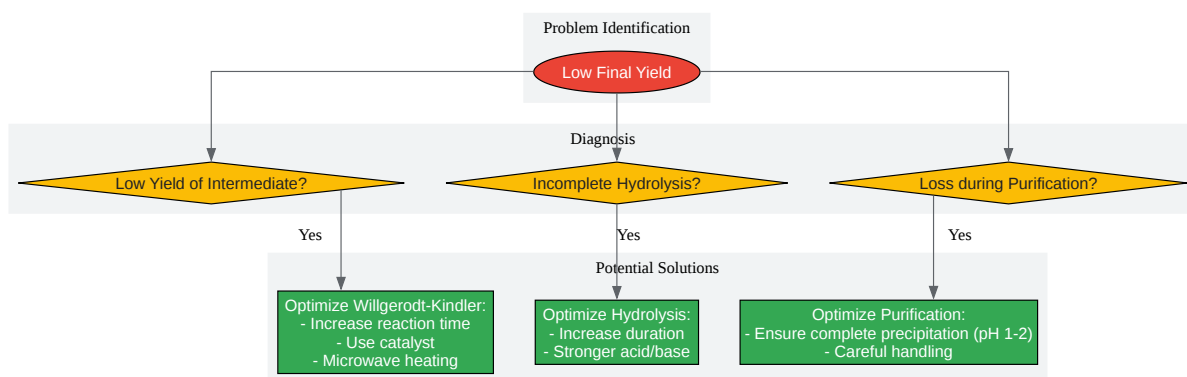 Problem Identification
Low Final Yield
Diagnosis
Low Yield of Intermediate?
Incomplete Hydrolysis?
Loss during Purification?
Yes
Yes
Yes
Potential Solutions
Optimize Willgerodt-Kindler:
- Increase reaction time
- Use catalyst
- Microwave heating
Optimize Hydrolysis:
- Increase duration
- Stronger acid/base
Optimize Purification:
- Ensure complete precipitation (pH 1-2)
- Careful handling